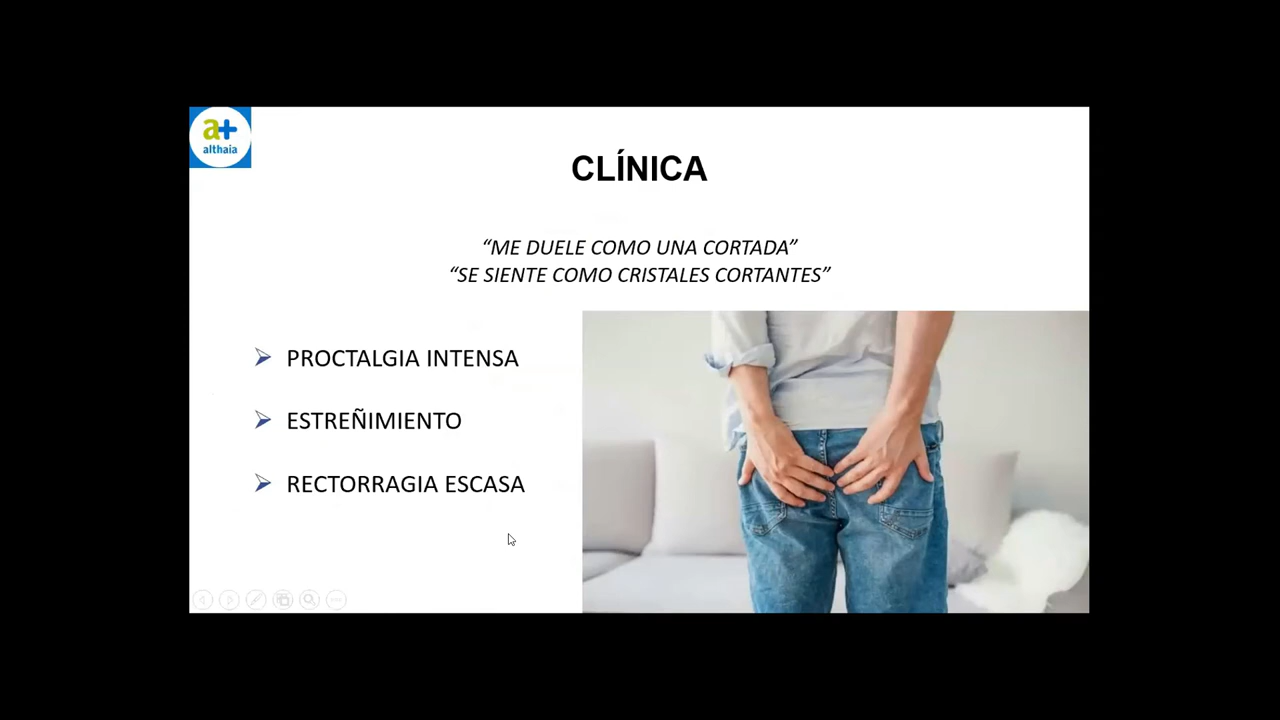 a+
althaia
CLÍNICA
“ME DUELE COMO UNA CORTADA”
“SE SIENTE COMO CRISTALES CORTANTES”
PROCTALGIA INTENSA
ESTREÑIMIENTO
RECTORRAGIA ESCASA